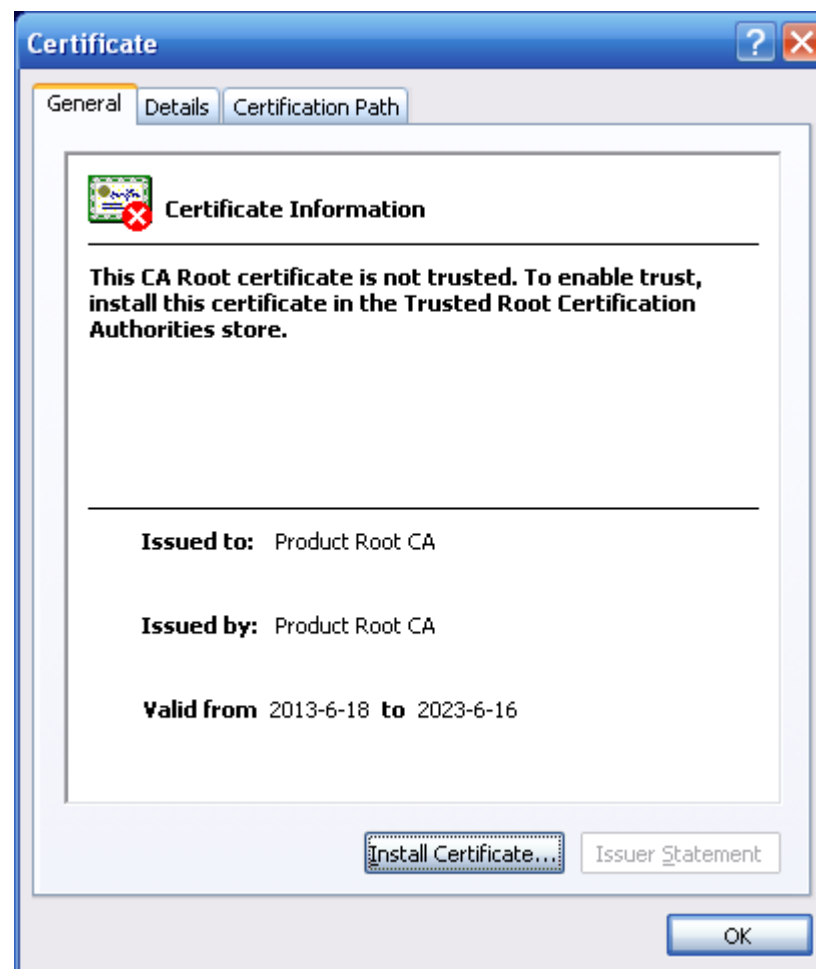 Certificate
General Details Certification Path
Certificate Information
This CA Root certificate is not trusted. To enable trust,
install this certificate in the Trusted Root Certification
Authorities store.
Issued to: Product Root CA
Issued by: Product Root CA
Valid from 2013-6-18 to 2023-6-16
Install Certificate... Issuer Statement
OK